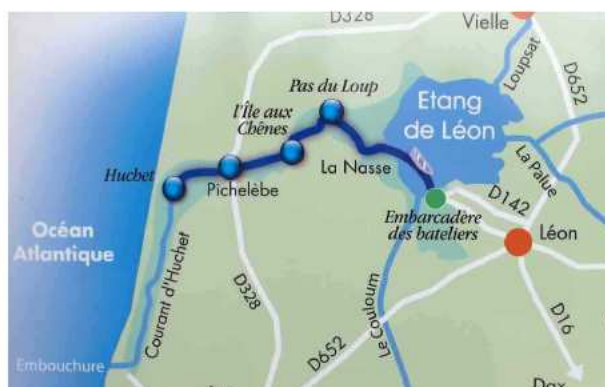 D328
Vielle
Loupsat
D652
Pas du Loup
l'Île aux
Chênes
Etang
de Léon
Huchet
Pichelèbe
La Nasse
La Palue
D142
Embarcadère
des bateliers
Léon
Océan
Atlantique
Courant d'Huchet
D328
Le Couloum
D652
D16
Embouchure
Dax